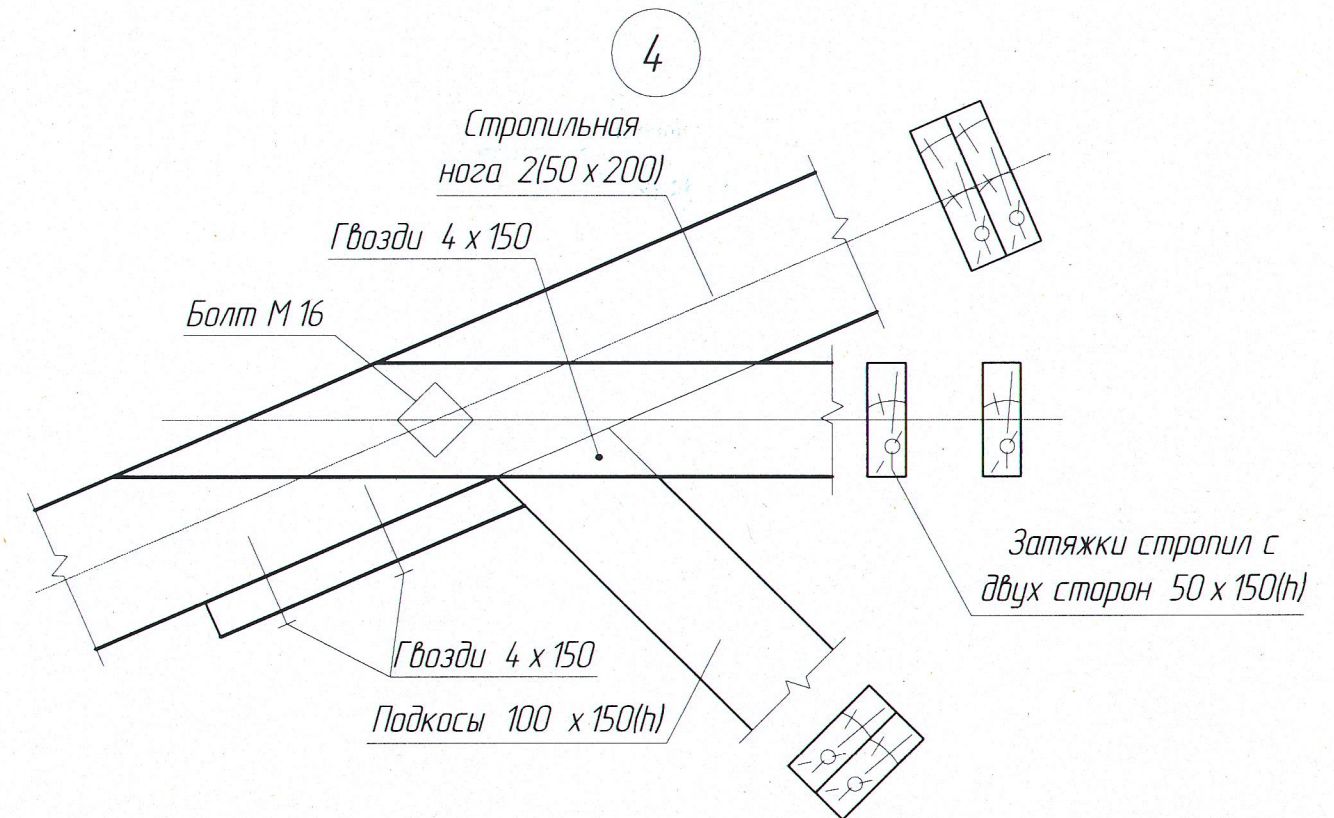 4
Стропильная
нога 2(50 х 200)
Гвозди 4 х 150
Болт М 16
Затяжки стропил с
двух сторон 50 х 150(h)
Гвозди 4 х 150
Подкосы 100 х 150(h)